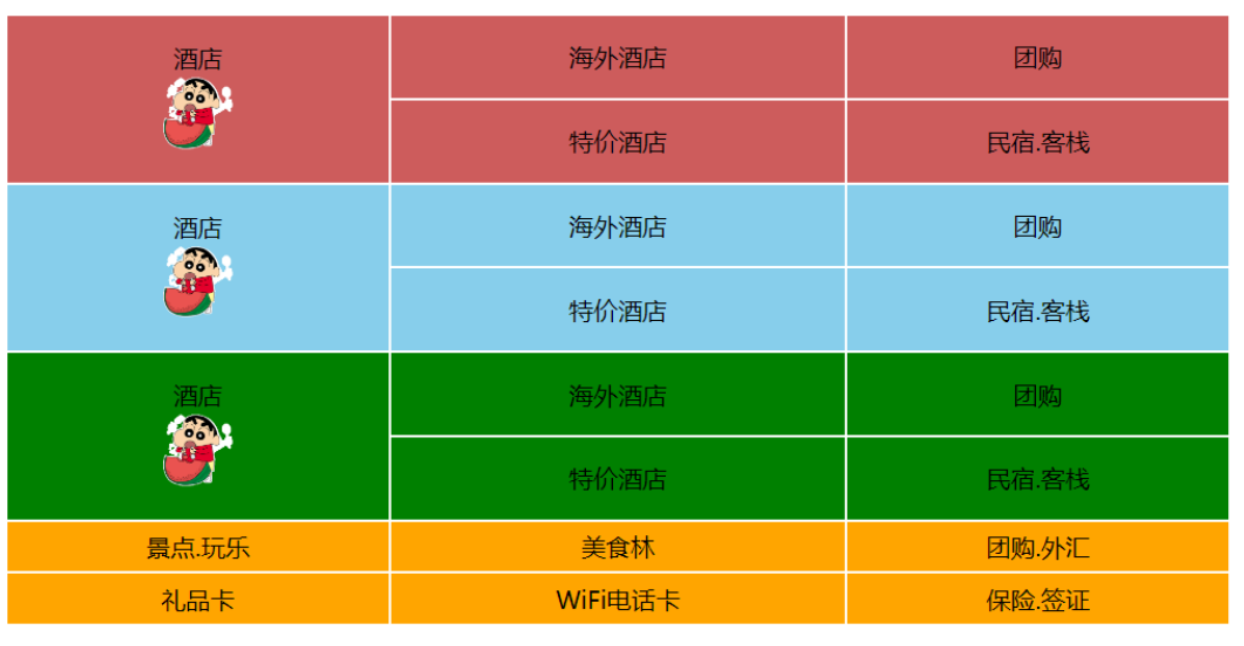 酒店
海外酒店
团购
特价酒店
民宿.客栈
酒店
海外酒店
团购
特价酒店
民宿.客栈
酒店
海外酒店
团购
特价酒店
民宿.客栈
景点.玩乐
美食林
团购.外汇
礼品卡
WiFi电话卡
保险.签证